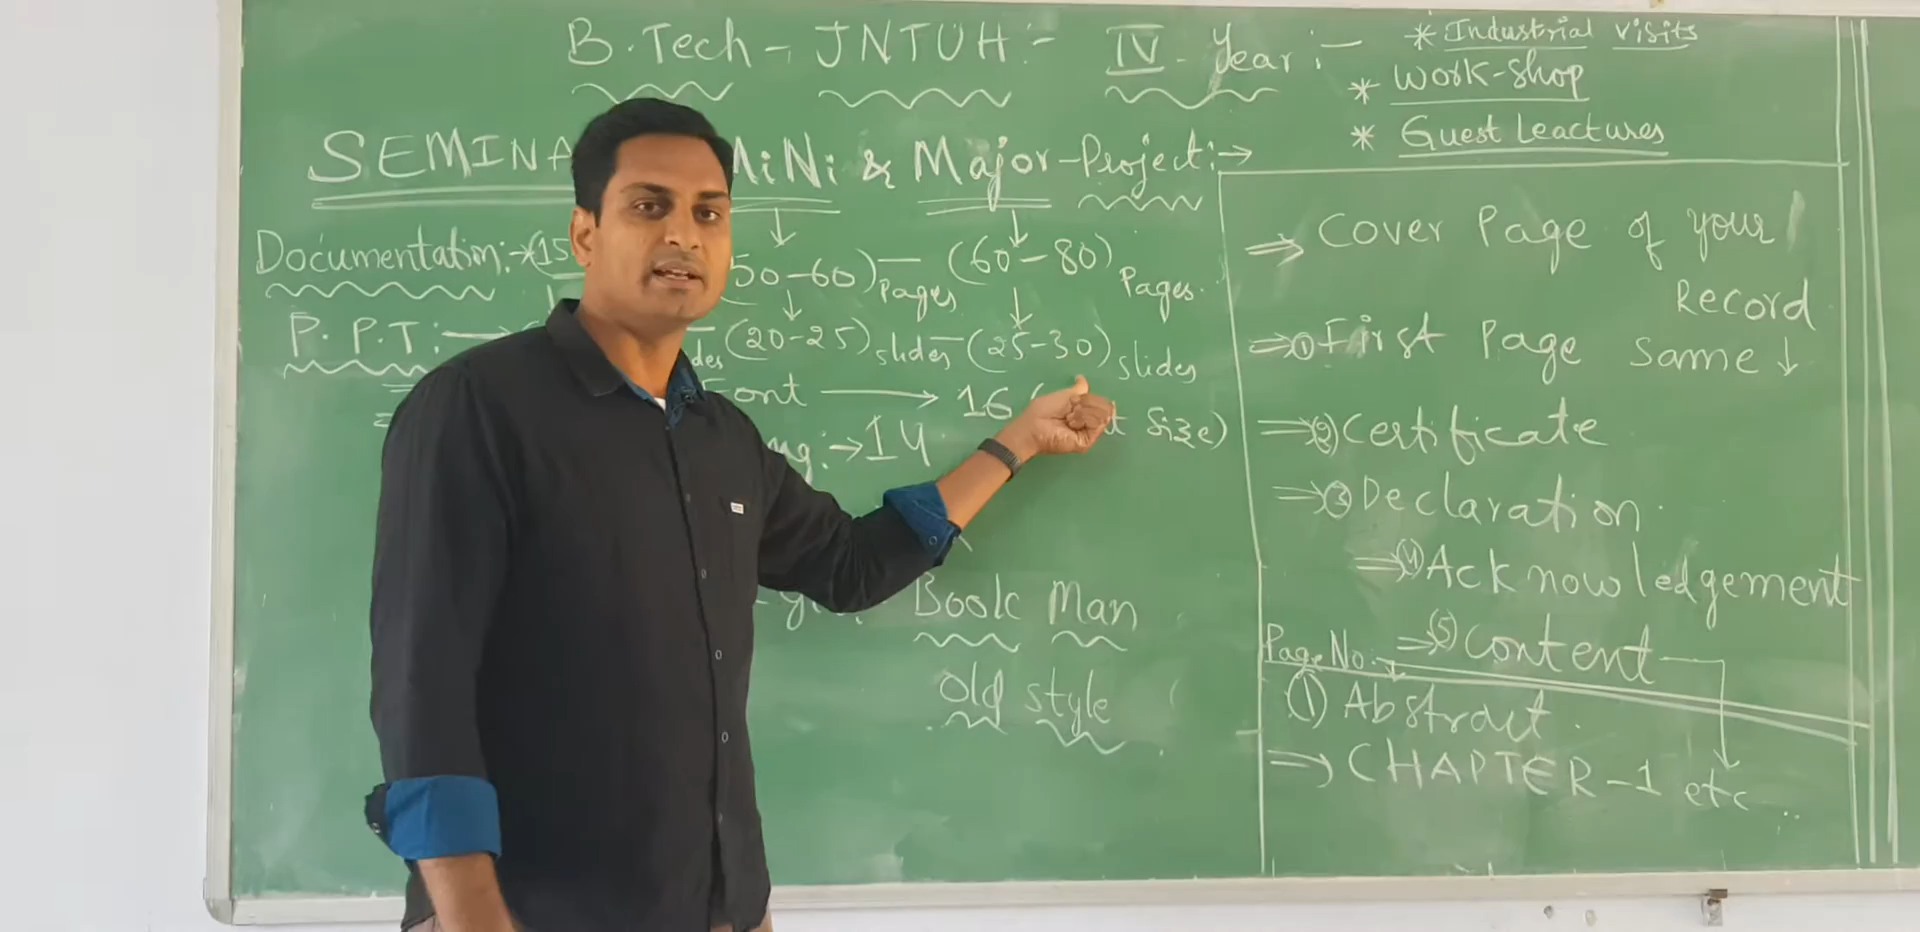 B.Tech - JNTUH:- IV - Year:-
* Industrial visits
* Work-shop
* Guest Leactures
SEMINA MiNi & Major-Project:→
Documentation:-*(15 50-60) Pages - (60-80) Pages.
P.P.T:→ des (20-25) slides - (25-30) slides
Font → 16 Size)
:→14
Book Man
Old Style
⇒ Cover Page of your
Record
⇒① First Page Same ↓
⇒② Certificate
⇒③ Declaration.
⇒④ Acknowledgement
Page No:- ⇒⑤ Content
① Abstract.
⇒ CHAPTER-1 etc..